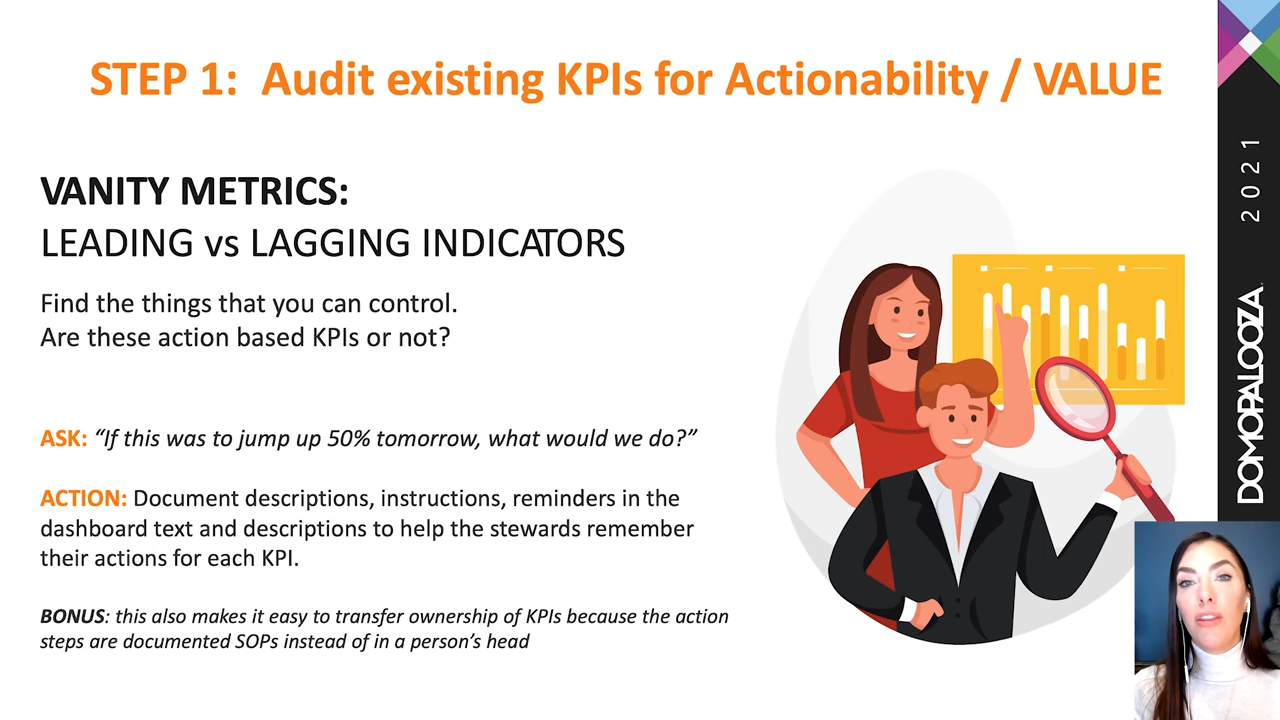 STEP 1: Audit existing KPIs for Actionability / VALUE
VANITY METRICS:
LEADING vs LAGGING INDICATORS
Find the things that you can control.
Are these action based KPIs or not?
ASK: “If this was to jump up 50% tomorrow, what would we do?”
ACTION: Document descriptions, instructions, reminders in the
dashboard text and descriptions to help the stewards remember
their actions for each KPI.
BONUS: this also makes it easy to transfer ownership of KPIs because the action
steps are documented SOPs instead of in a person’s head
DOMOPALOOZA 2021